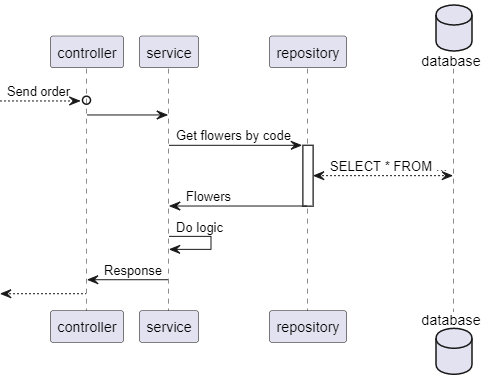 database
controller
service
repository
Send order
Get flowers by code
SELECT * FROM ...
Flowers
Do logic
Response
controller
service
repository
database